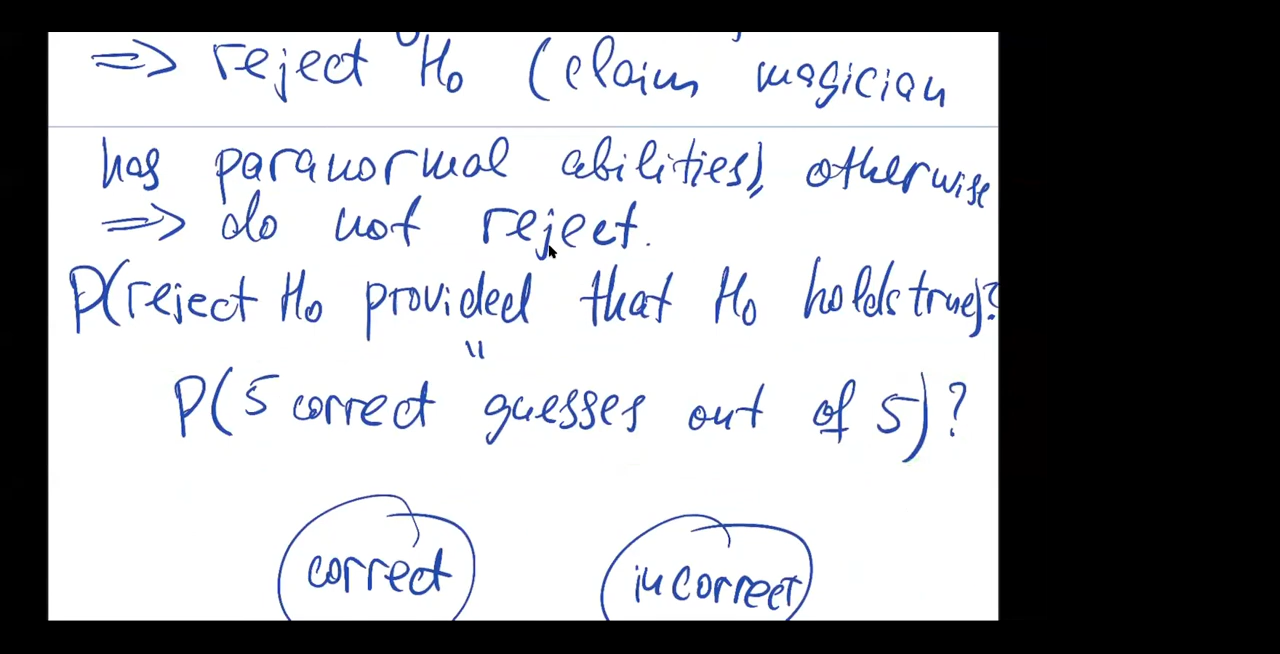 => reject H₀ (claim magician
has paranormal abilities), otherwise
=> do not reject.
P(reject H₀ provided that H₀ holds true)?
"
P(5 correct guesses out of 5)?
correct incorrect